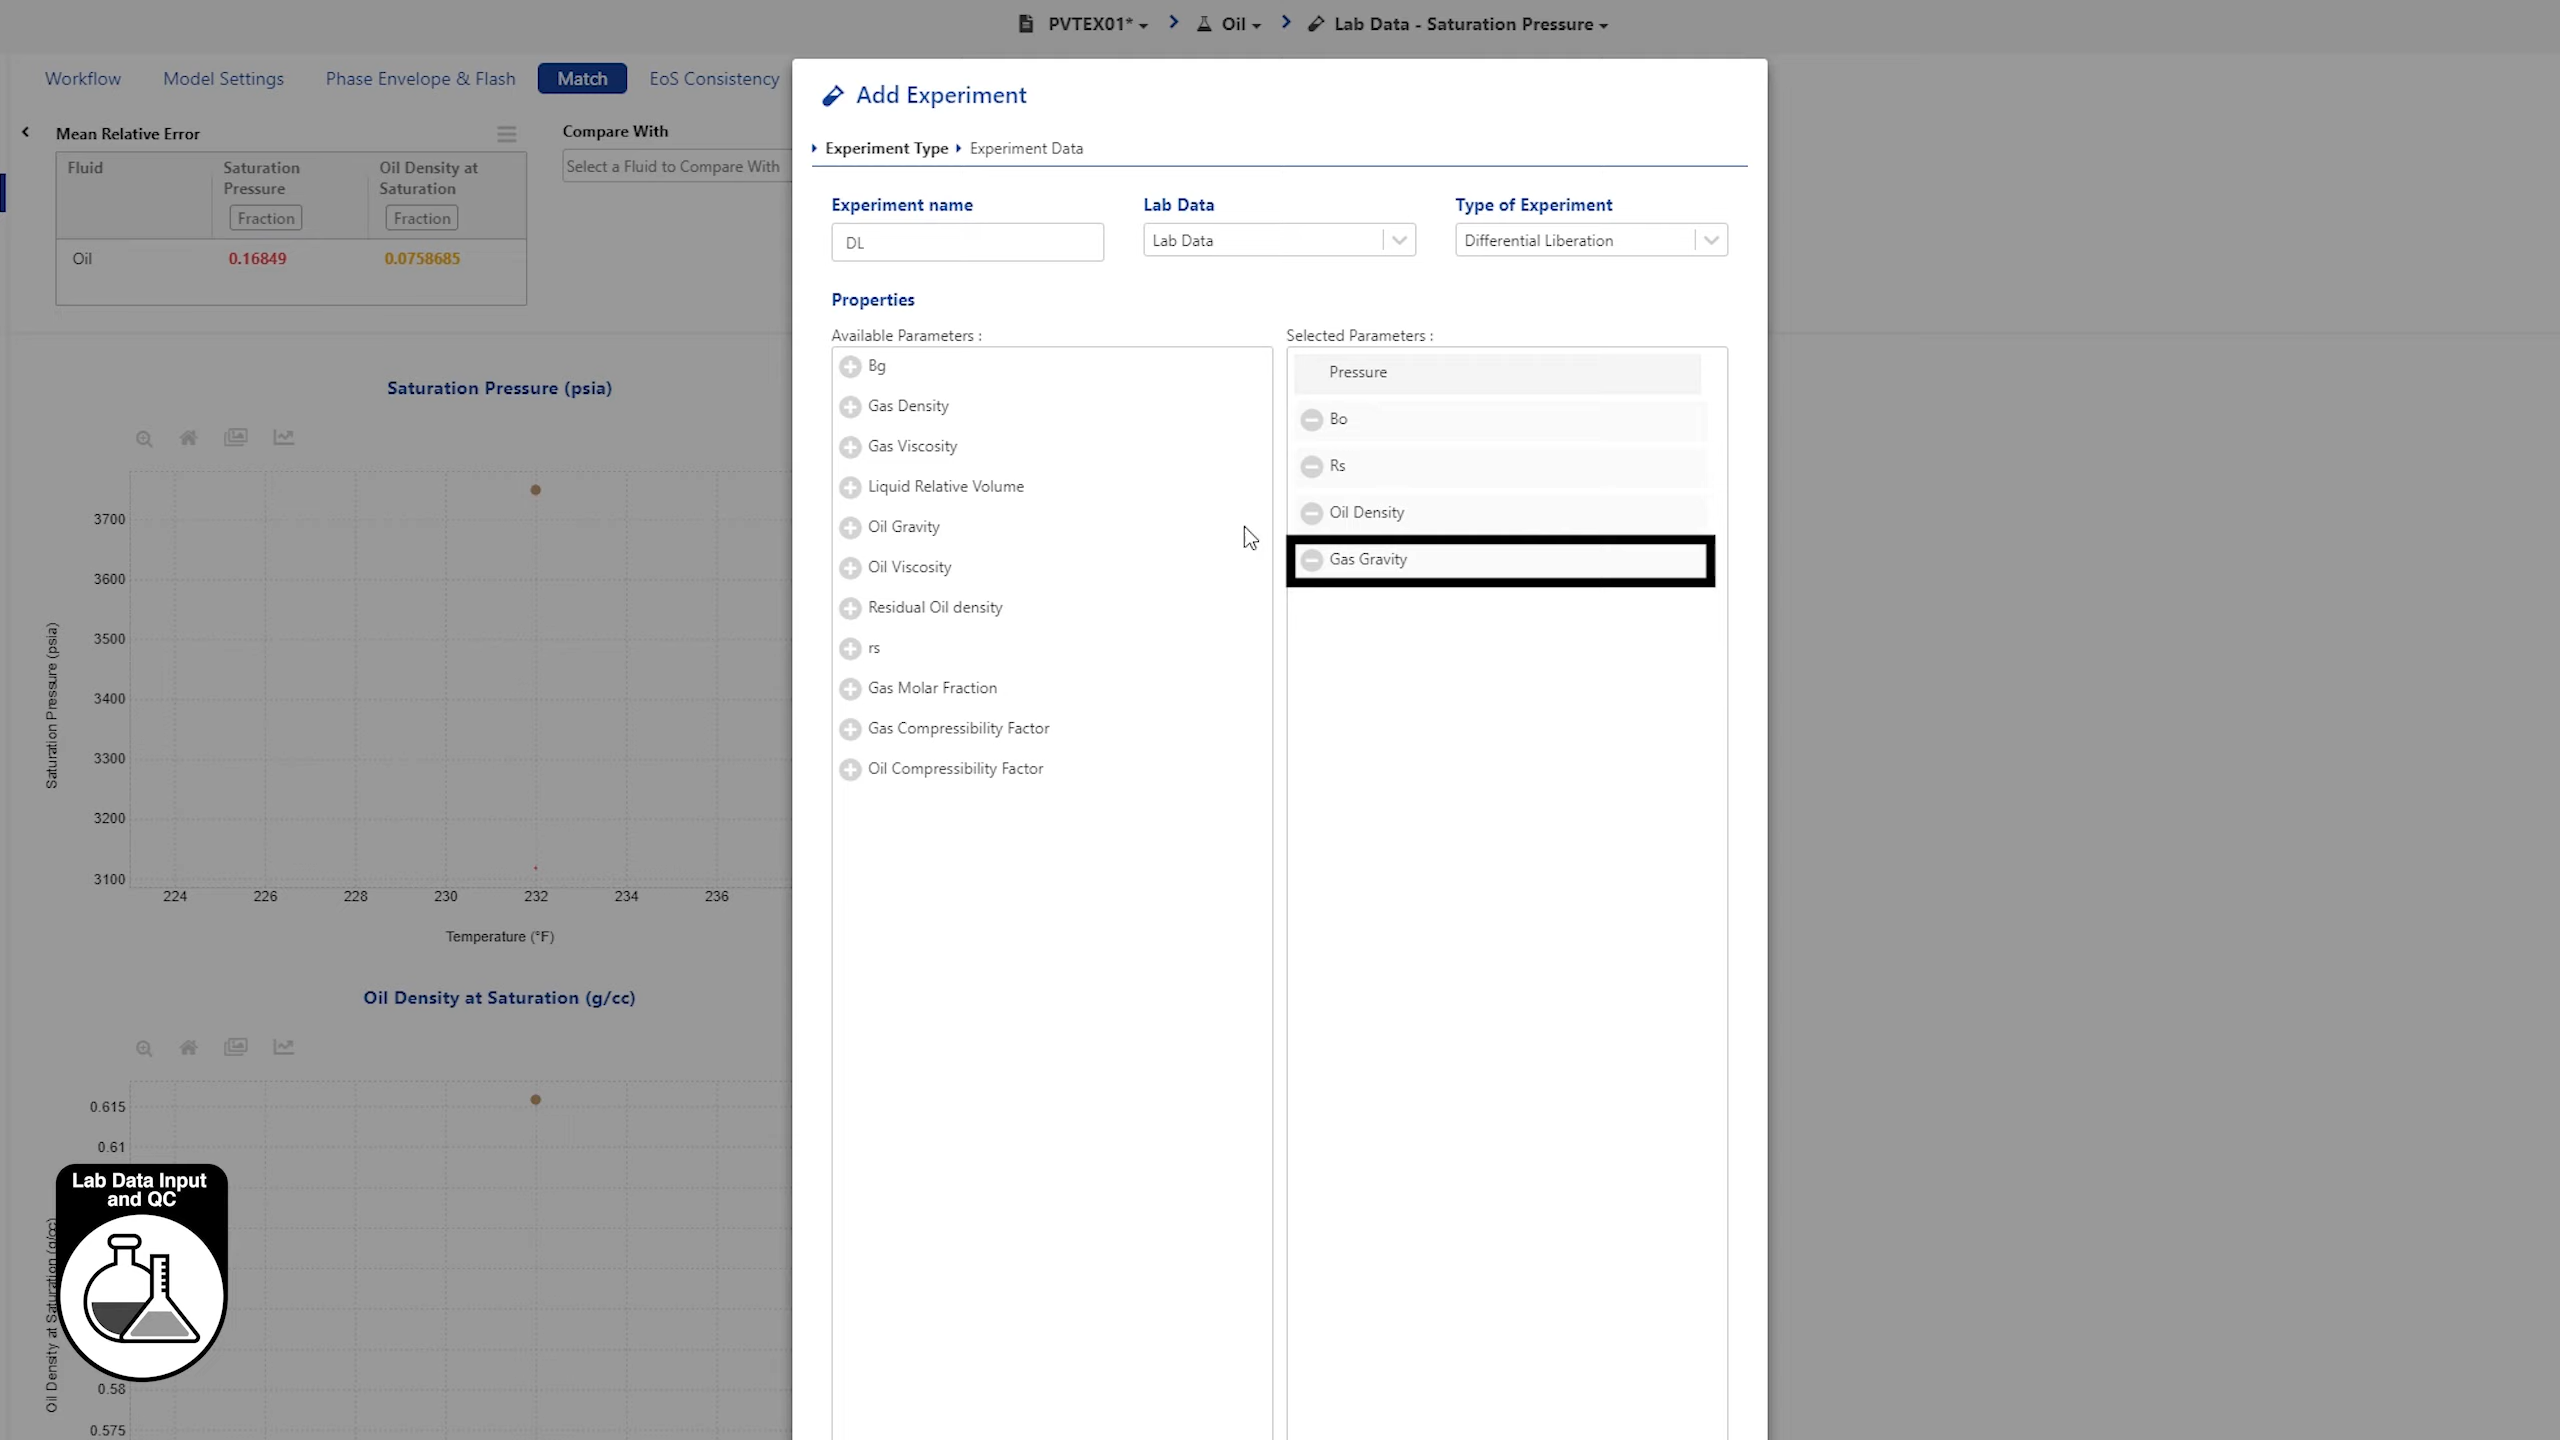 PVTEX01*
Oil
Lab Data - Saturation Pressure
Workflow
Model Settings
Phase Envelope & Flash
Match
EoS Consistency
Mean Relative Error
Fluid
Saturation
Pressure
Fraction
Oil Density at
Saturation
Fraction
Oil
0.16849
0.0758685
Compare With
Select a Fluid to Compare With
Saturation Pressure (psia)
3700
3600
3500
3400
3300
3200
3100
Saturation Pressure (psia)
224
226
228
230
232
234
236
Temperature (°F)
Oil Density at Saturation (g/cc)
0.615
0.61
0.58
0.575
Oil Density at Saturation (g/cc)
Lab Data Input
and QC
Add Experiment
Experiment Type
Experiment Data
Experiment name
DL
Lab Data
Lab Data
Type of Experiment
Differential Liberation
Properties
Available Parameters :
Bg
Gas Density
Gas Viscosity
Liquid Relative Volume
Oil Gravity
Oil Viscosity
Residual Oil density
rs
Gas Molar Fraction
Gas Compressibility Factor
Oil Compressibility Factor
Selected Parameters :
Pressure
Bo
Rs
Oil Density
Gas Gravity